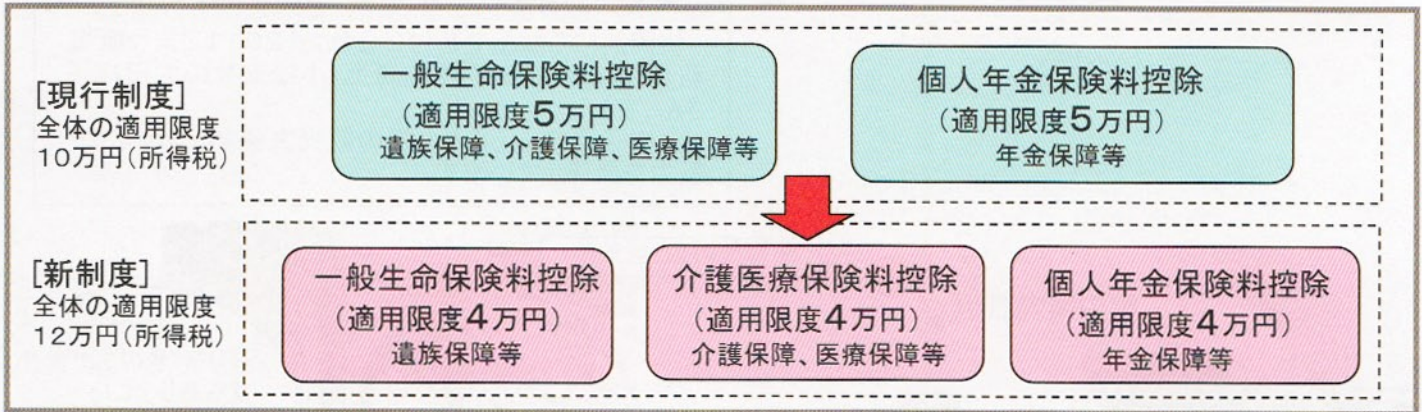 [現行制度]
全体の適用限度
10万円(所得税)
一般生命保険料控除
(適用限度5万円)
遺族保障、介護保障、医療保障等
個人年金保険料控除
(適用限度5万円)
年金保障等
[新制度]
全体の適用限度
12万円(所得税)
一般生命保険料控除
(適用限度4万円)
遺族保障等
介護医療保険料控除
(適用限度4万円)
介護保障、医療保障等
個人年金保険料控除
(適用限度4万円)
年金保障等